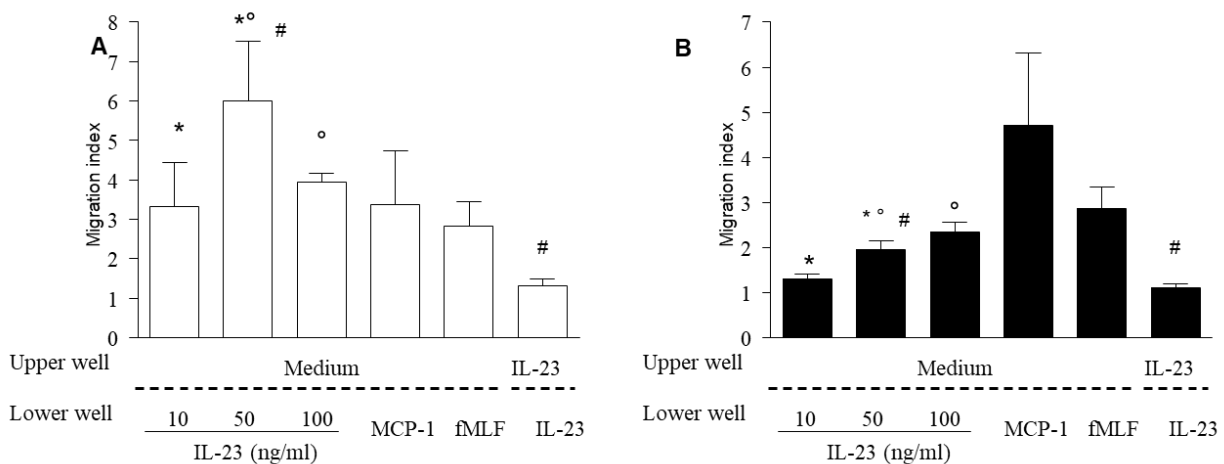 A
Migration index
8
7
6
5
4
3
2
1
0
*
*°
#
°
#
Upper well Medium IL-23
Lower well 10 50 100 MCP-1 fMLF IL-23
IL-23 (ng/ml)
B
Migration index
7
6
5
4
3
2
1
0
*
* ° #
°
#
Upper well Medium IL-23
Lower well 10 50 100 MCP-1 fMLF IL-23
IL-23 (ng/ml)